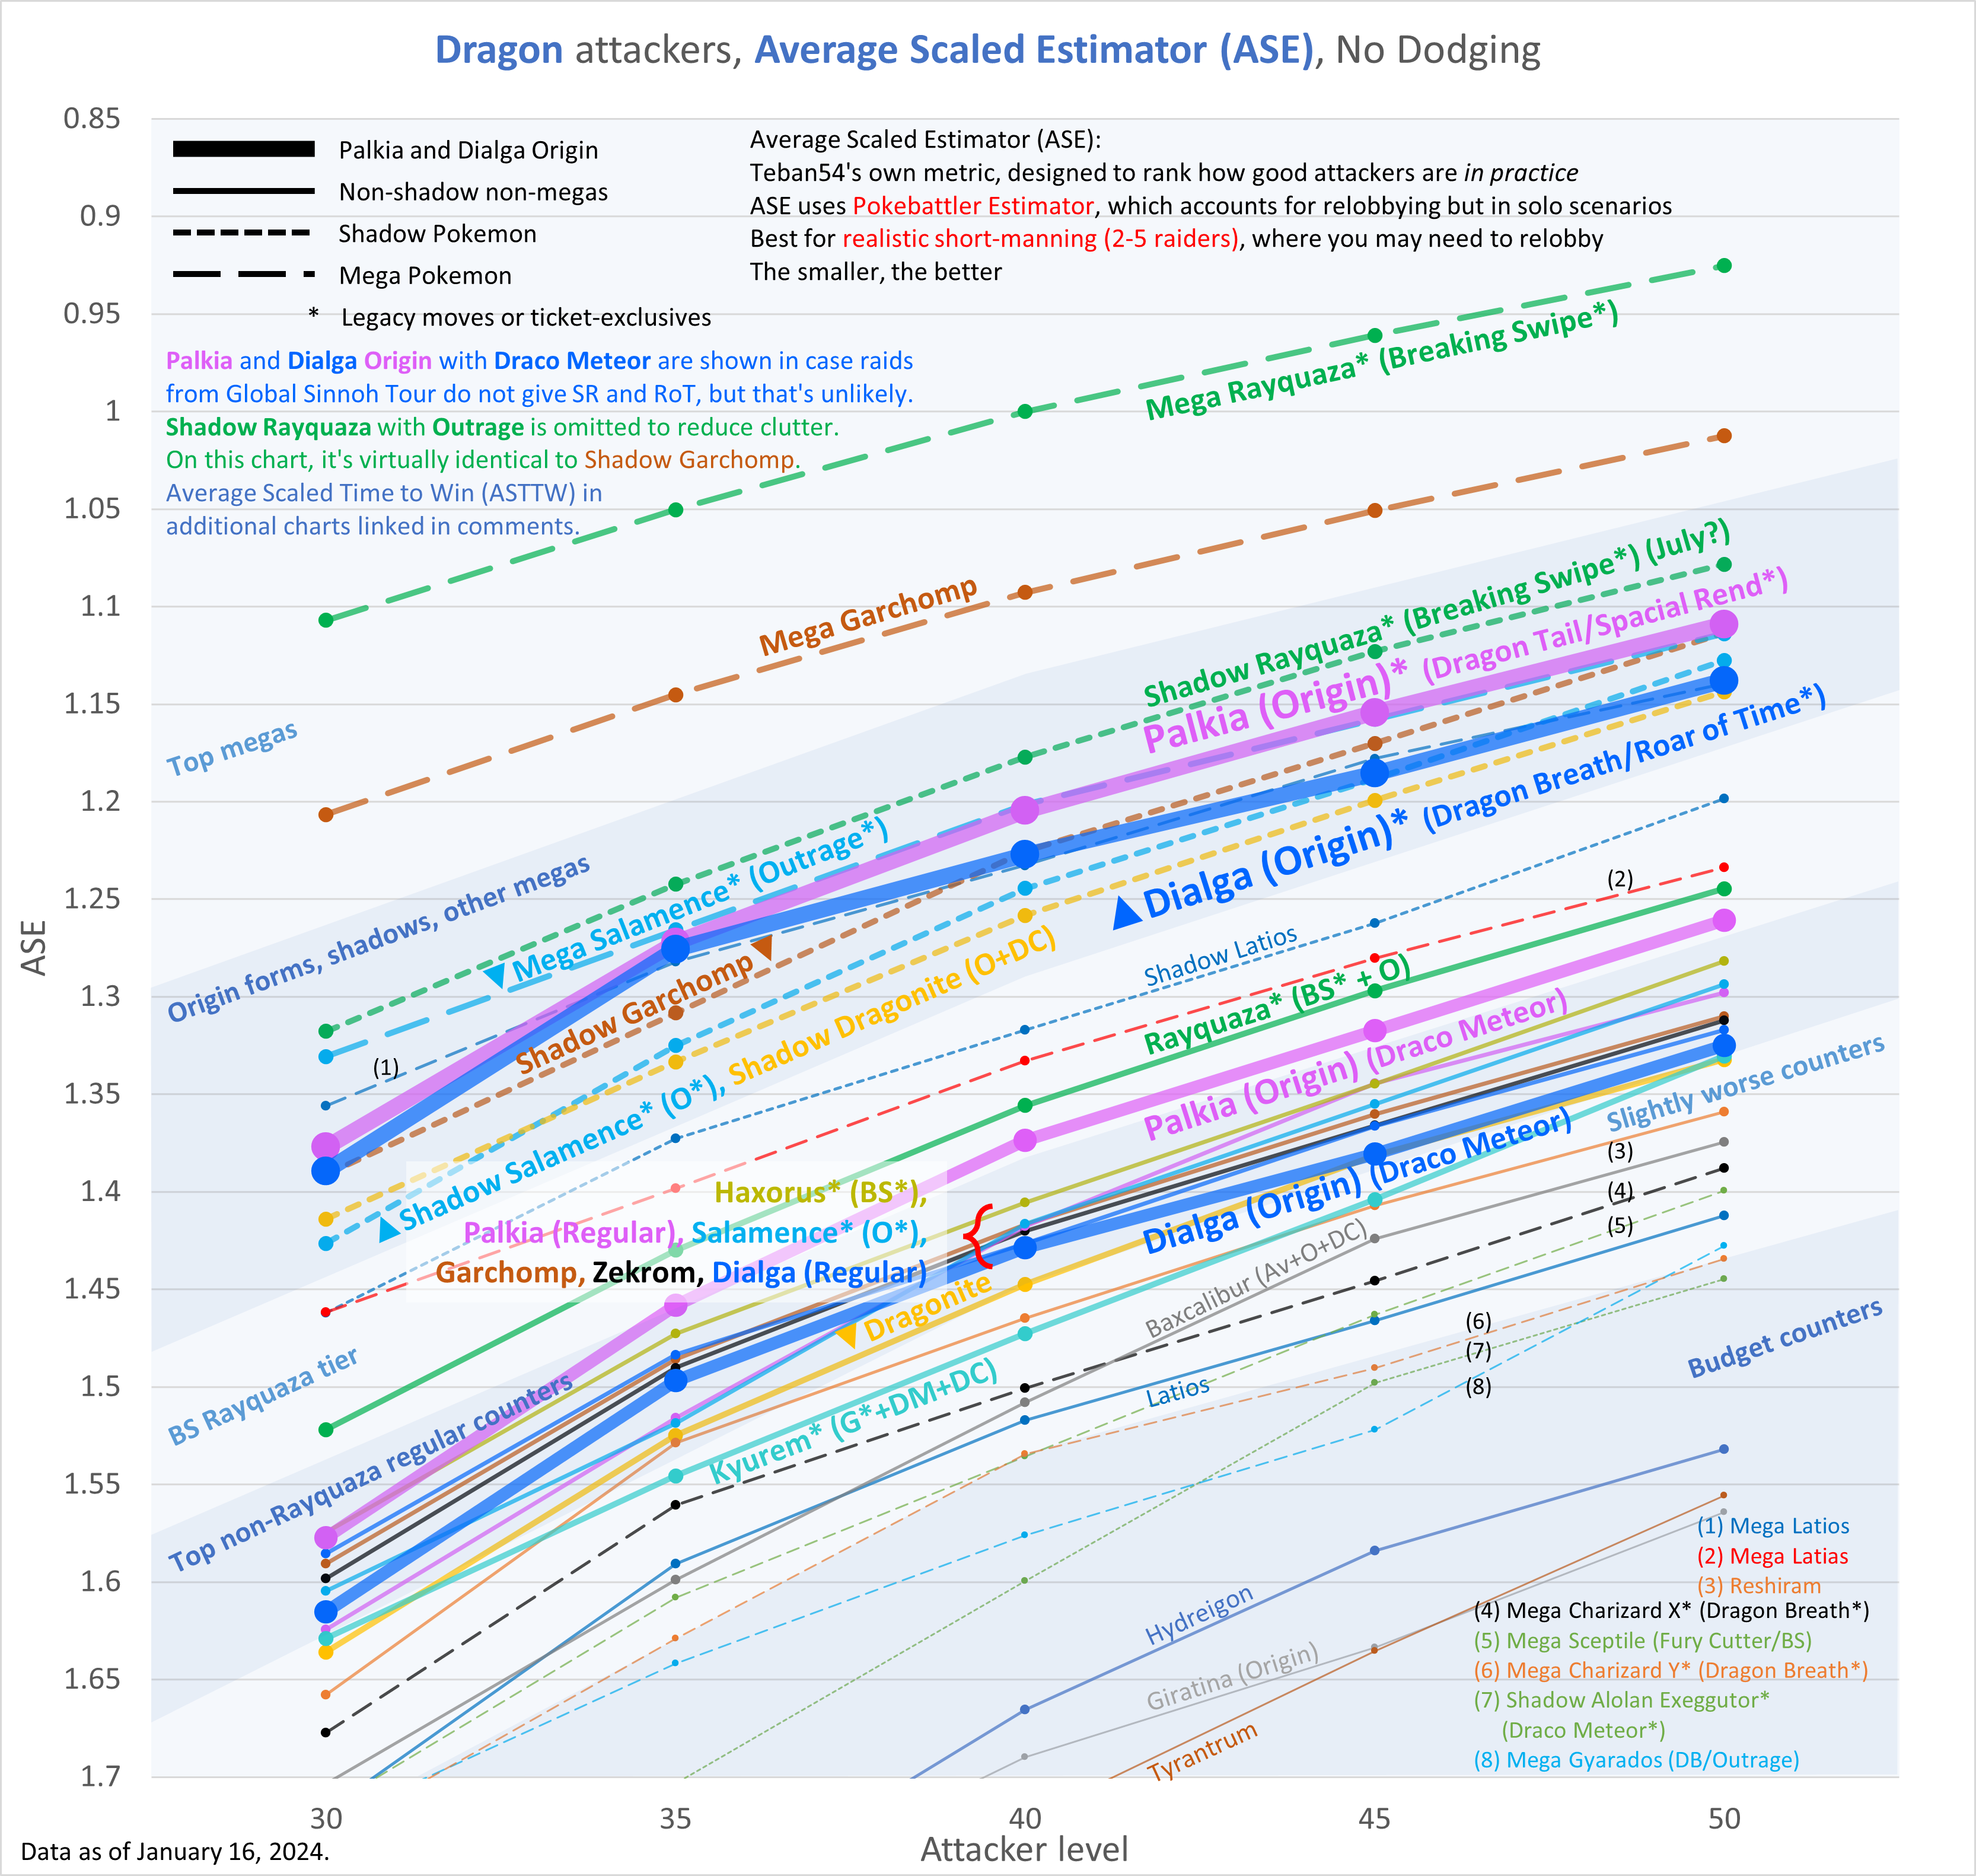 Dragon attackers, Average Scaled Estimator (ASE), No Dodging
0.85
0.9
0.95
1
1.05
1.1
1.15
1.2
1.25
1.3
1.35
1.4
1.45
1.5
1.55
1.6
1.65
1.7
ASE
Palkia and Dialga Origin
Non-shadow non-megas
Shadow Pokemon
Mega Pokemon
* Legacy moves or ticket-exclusives
Average Scaled Estimator (ASE):
Teban54's own metric, designed to rank how good attackers are in practice
ASE uses Pokebattler Estimator, which accounts for relobbying but in solo scenarios
Best for realistic short-manning (2-5 raiders), where you may need to relobby
The smaller, the better
Palkia and Dialga Origin with Draco Meteor are shown in case raids
from Global Sinnoh Tour do not give SR and RoT, but that's unlikely.
Shadow Rayquaza with Outrage is omitted to reduce clutter.
On this chart, it's virtually identical to Shadow Garchomp.
Average Scaled Time to Win (ASTTW) in
additional charts linked in comments.
Mega Rayquaza* (Breaking Swipe*)
Mega Garchomp
Shadow Rayquaza* (Breaking Swipe*) (July?)
Palkia (Origin)* (Dragon Tail/Spacial Rend*)
Top megas
Dialga (Origin)* (Dragon Breath/Roar of Time*)
Mega Salamence* (Outrage*)
Origin forms, shadows, other megas
(2)
Shadow Latios
Shadow Garchomp
Shadow Salamence* (O*), Shadow Dragonite (O+DC)
(1)
Rayquaza* (BS* + O)
Palkia (Origin) (Draco Meteor)
Slightly worse counters
Haxorus* (BS*),
Palkia (Regular), Salamence* (O*),
Garchomp, Zekrom, Dialga (Regular)
Dialga (Origin) (Draco Meteor)
(3)
(4)
(5)
Baxcalibur (Av+O+DC)
Dragonite
(6)
(7)
(8)
Budget counters
BS Rayquaza tier
Latios
Kyurem* (G*+DM+DC)
Top non-Rayquaza regular counters
Hydreigon
Giratina (Origin)
Tyrantrum
(1) Mega Latios
(2) Mega Latias
(3) Reshiram
(4) Mega Charizard X* (Dragon Breath*)
(5) Mega Sceptile (Fury Cutter/BS)
(6) Mega Charizard Y* (Dragon Breath*)
(7) Shadow Alolan Exeggutor*
(Draco Meteor*)
(8) Mega Gyarados (DB/Outrage)
30
35
40
45
50
Attacker level
Data as of January 16, 2024.